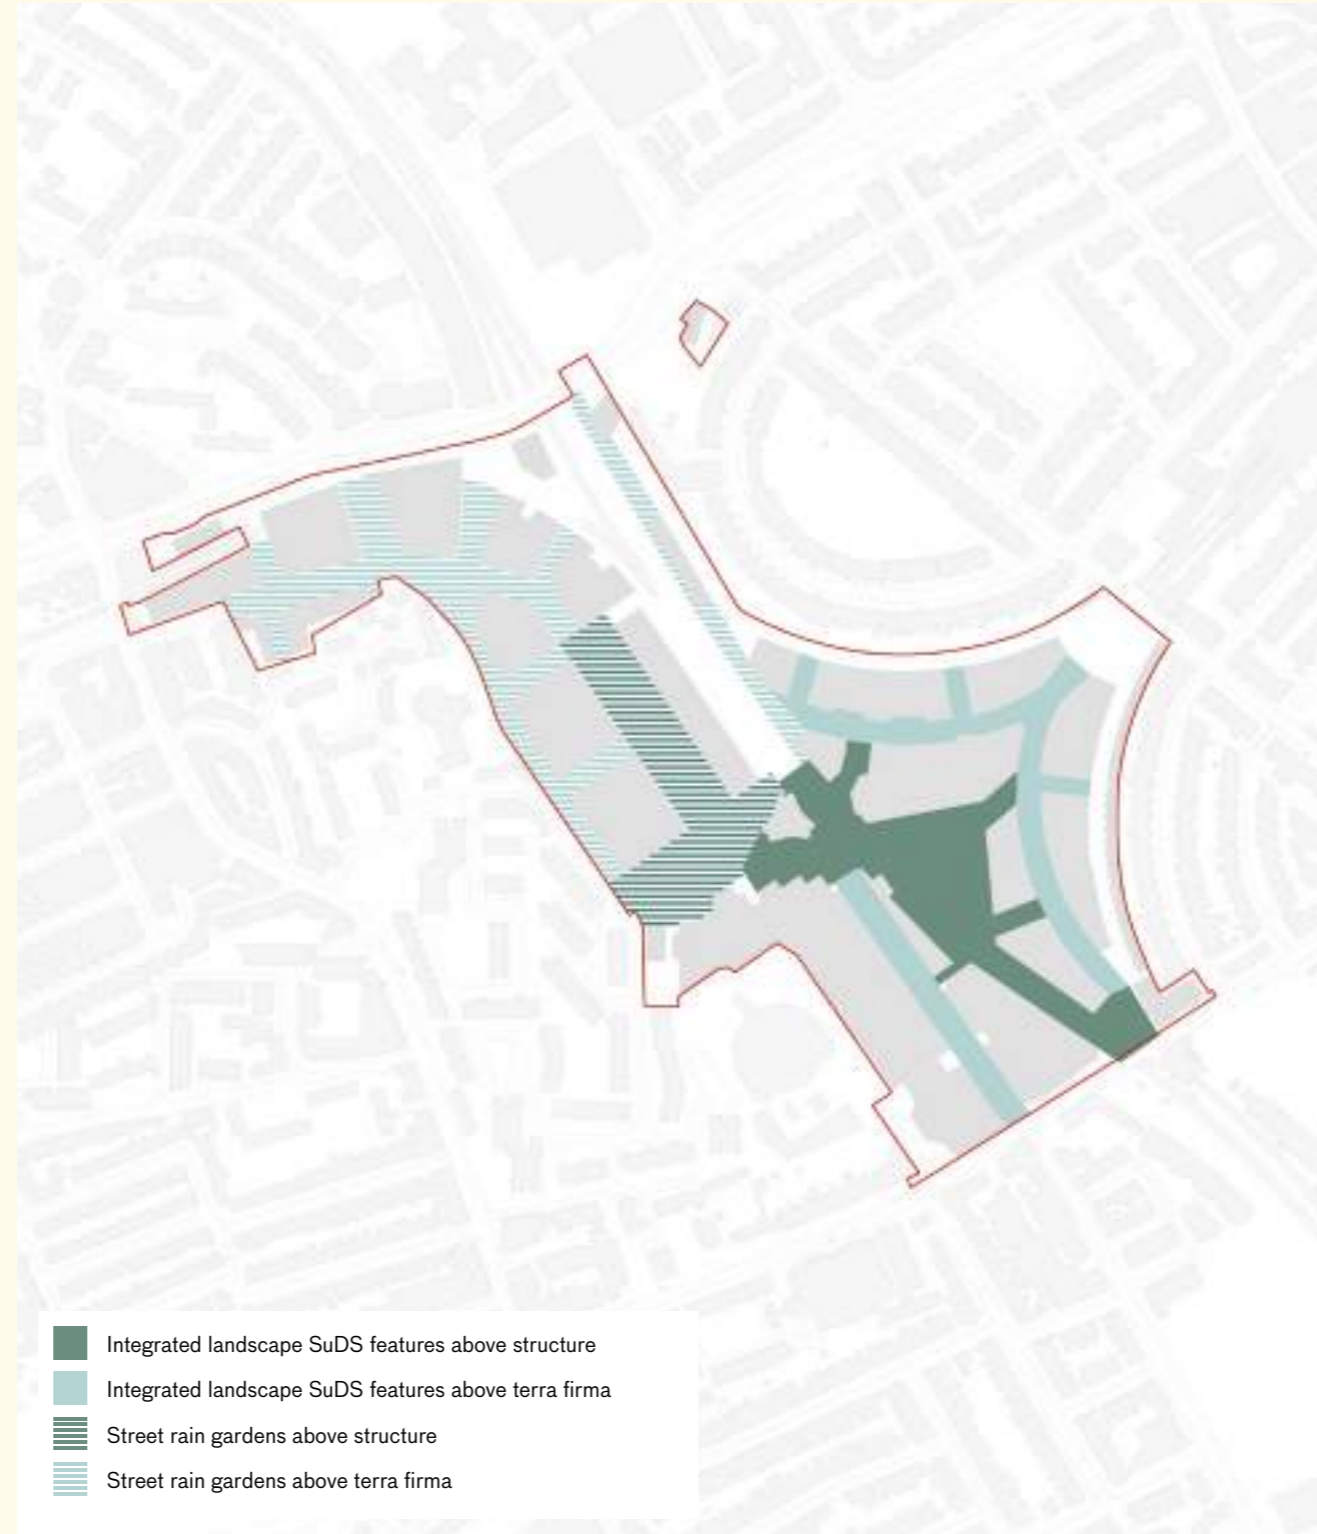 Integrated landscape SuDS features above structure
Integrated landscape SuDS features above terra firma
Street rain gardens above structure
Street rain gardens above terra firma